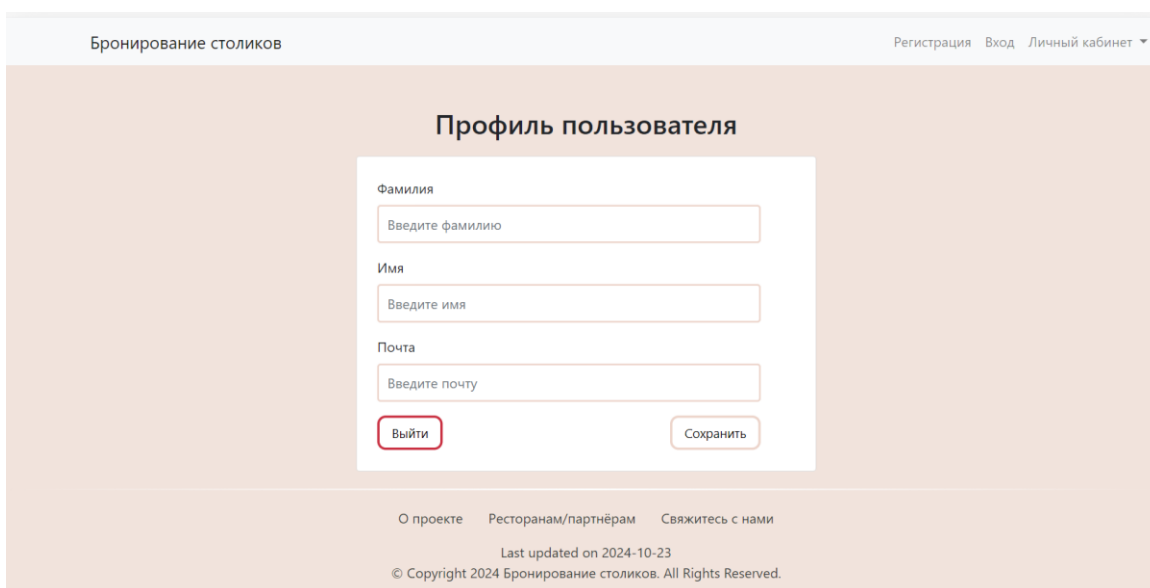 Бронирование столиков
Регистрация Вход Личный кабинет
Профиль пользователя
Фамилия
Введите фамилию
Имя
Введите имя
Почта
Введите почту
Выйти Сохранить
О проекте Ресторанам/партнёрам Свяжитесь с нами
Last updated on 2024-10-23
© Copyright 2024 Бронирование столиков. All Rights Reserved.